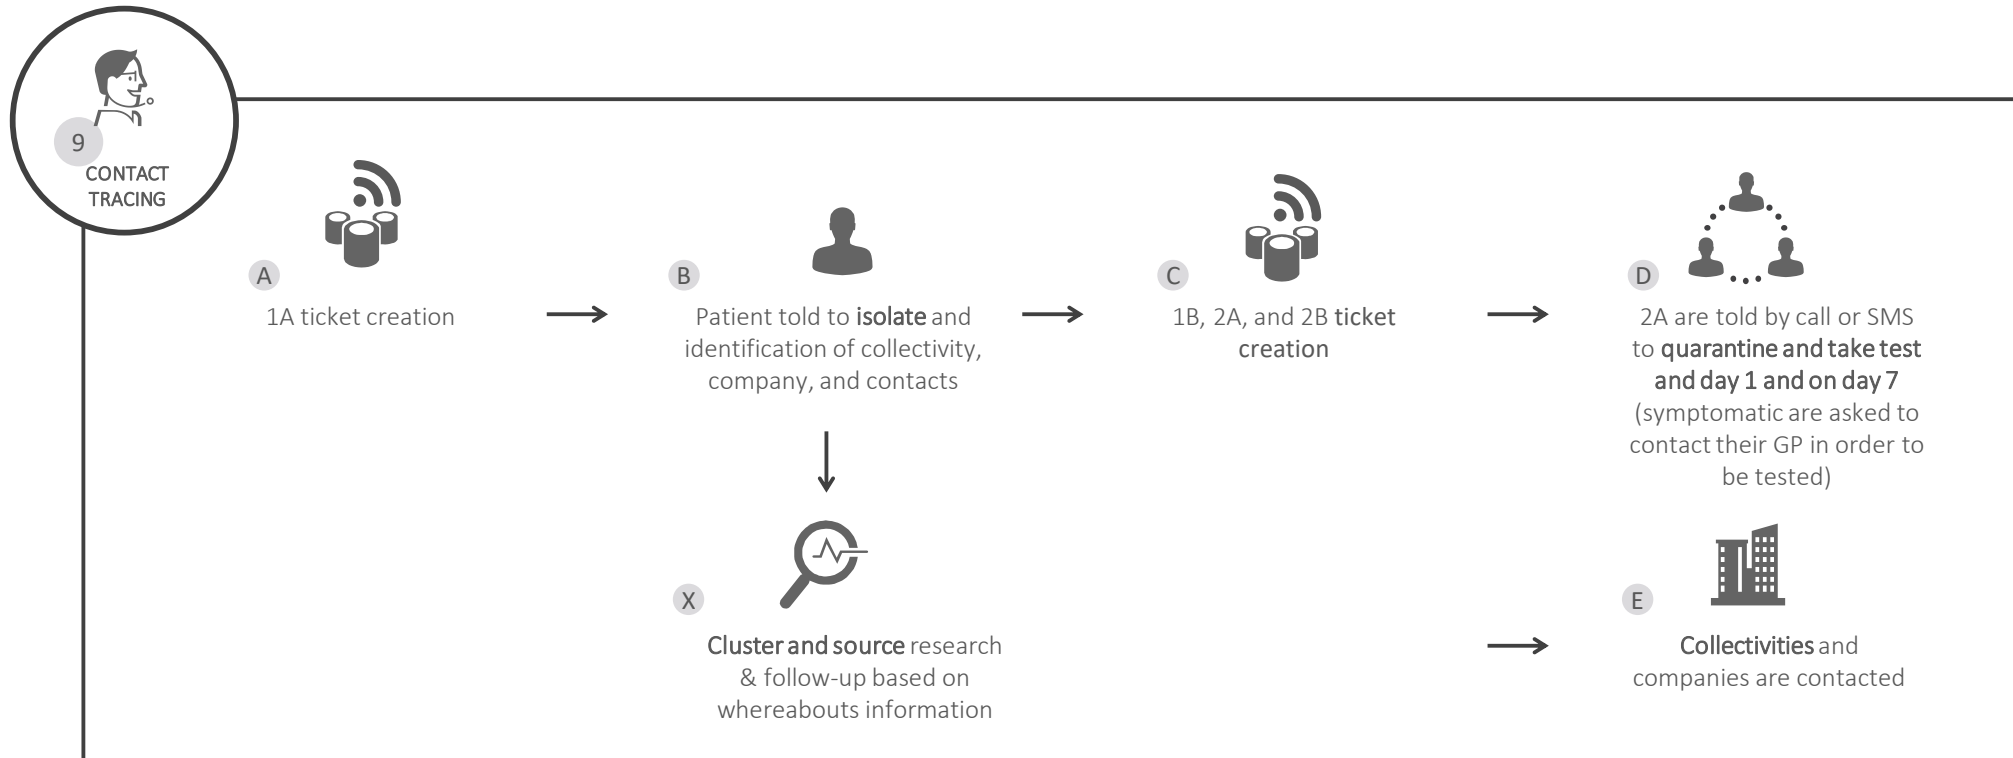 9
CONTACT
TRACING
A
1A ticket creation
B
Patient told to isolate and
identification of collectivity,
company, and contacts
C
1B, 2A, and 2B ticket
creation
D
2A are told by call or SMS
to quarantine and take test
and day 1 and on day 7
(symptomatic are asked to
contact their GP in order to
be tested)
X
Cluster and source research
& follow-up based on
whereabouts information
E
Collectivities and
companies are contacted